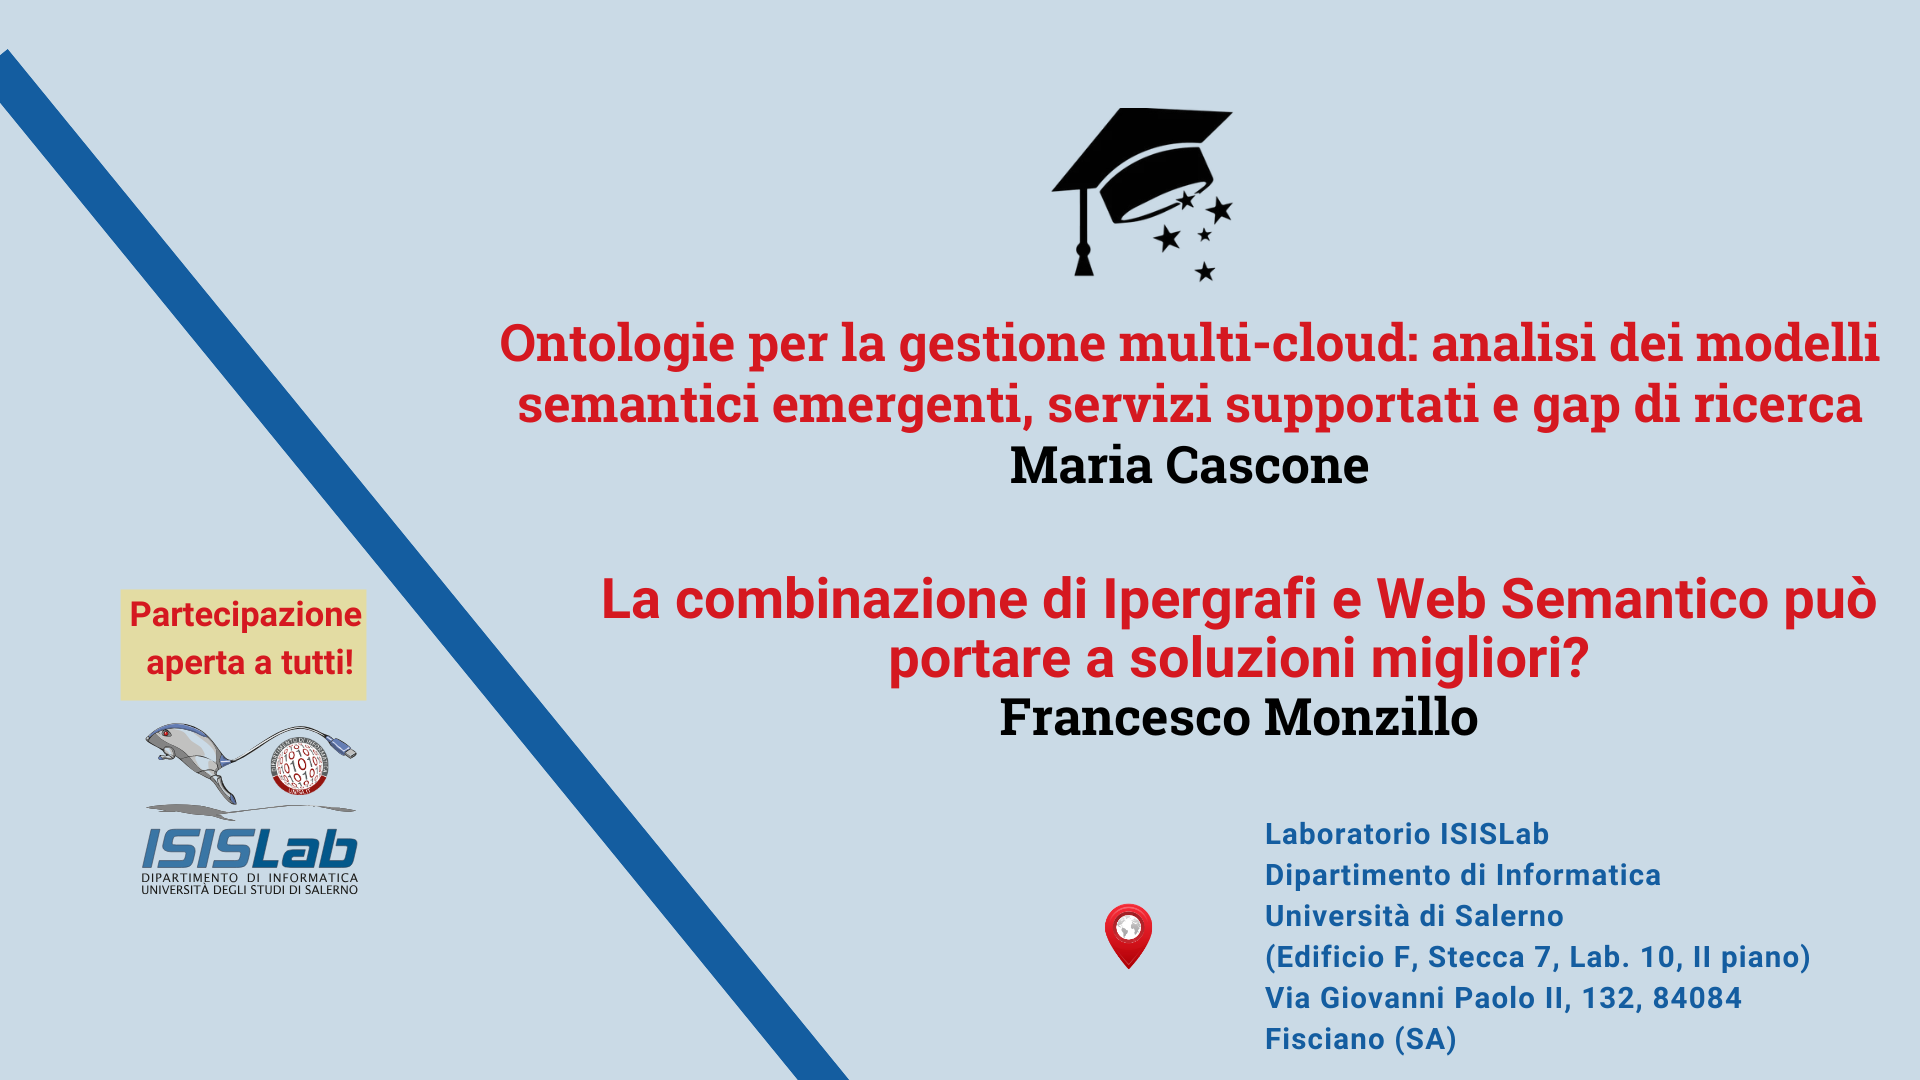 Ontologie per la gestione multi-cloud: analisi dei modelli
semantici emergenti, servizi supportati e gap di ricerca
Maria Cascone
La combinazione di Ipergrafi e Web Semantico può
portare a soluzioni migliori?
Francesco Monzillo
Partecipazione
aperta a tutti!
ISISLab
DIPARTIMENTO DI INFORMATICA
UNIVERSITÀ DEGLI STUDI DI SALERNO
Laboratorio ISISLab
Dipartimento di Informatica
Università di Salerno
(Edificio F, Stecca 7, Lab. 10, II piano)
Via Giovanni Paolo II, 132, 84084
Fisciano (SA)